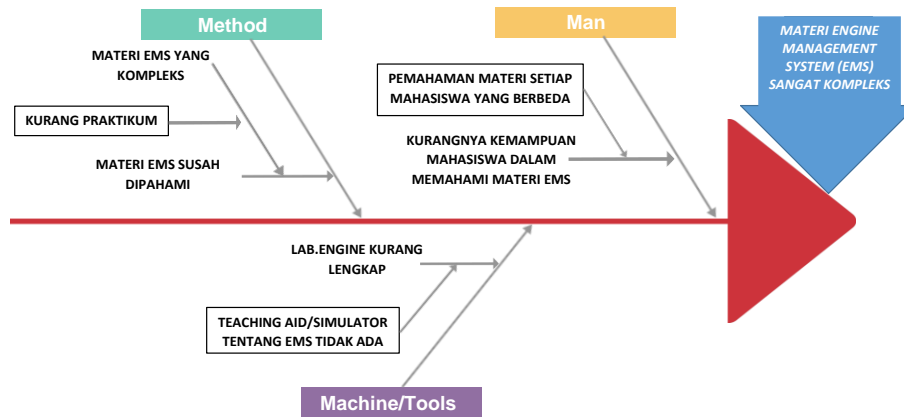 Method
Man
MATERI ENGINE
MANAGEMENT
SYSTEM (EMS)
SANGAT KOMPLEKS
MATERI EMS YANG
KOMPLEKS
PEMAHAMAN MATERI SETIAP
MAHASISWA YANG BERBEDA
KURANG PRAKTIKUM
KURANGNYA KEMAMPUAN
MAHASISWA DALAM
MEMAHAMI MATERI EMS
MATERI EMS SUSAH
DIPAHAMI
LAB.ENGINE KURANG
LENGKAP
TEACHING AID/SIMULATOR
TENTANG EMS TIDAK ADA
Machine/Tools